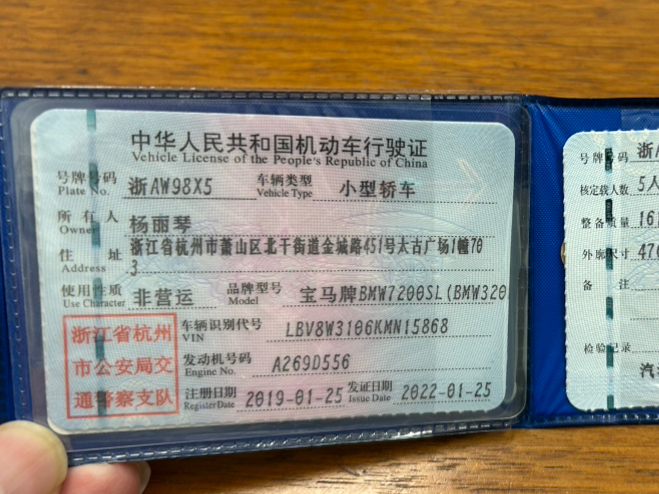 中华人民共和国机动车行驶证
Vehicle License of the People's Republic of China
号牌号码 浙AW98X5 车辆类型 小型轿车
Plate No. Vehicle Type
所有人 杨丽琴
Owner
住址 浙江省杭州市萧山区北干街道金城路451号太古广场1幢70
Address 3
使用性质 非营运 品牌型号 宝马牌BMW7200SL(BMW320
Use Character Model
浙江省杭州
市公安局交
通警察支队
车辆识别代号 LBV8W3106KMN15868
VIN
发动机号码 A269D556
Engine No.
注册日期 2019-01-25 发证日期 2022-01-25
Register Date Issue Date
号牌号码 浙A
核定载人数 5人
整备质量 16
外廓尺寸 470
备注
检验记录
汽